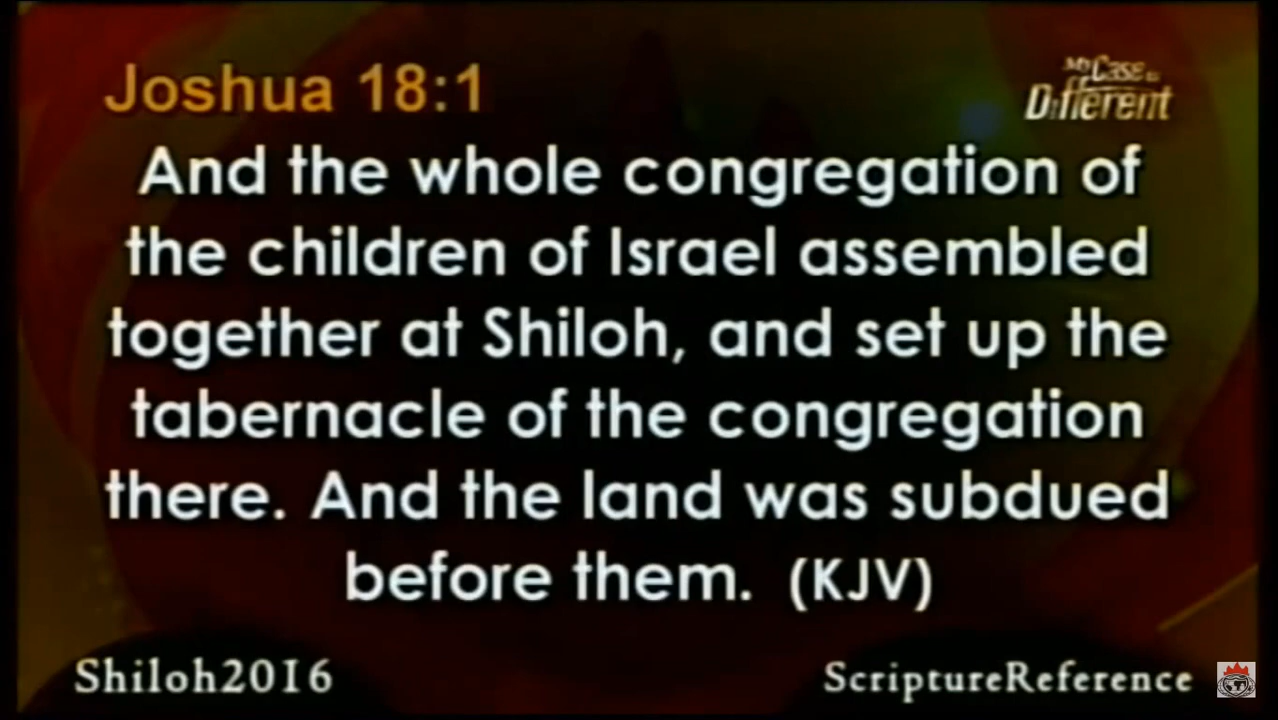 Joshua 18:1
My Case is
Different
And the whole congregation of
the children of Israel assembled
together at Shiloh, and set up the
tabernacle of the congregation
there. And the land was subdued
before them. (KJV)
Shiloh2016
ScriptureReference